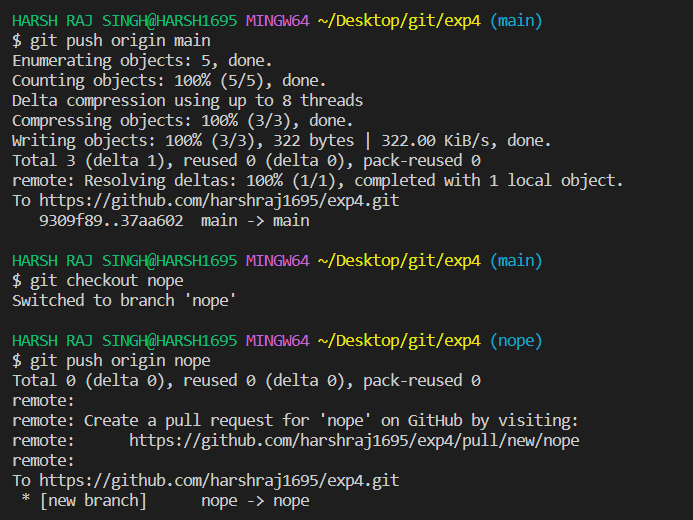 HARSH RAJ SINGH@HARSH1695 MINGW64 ~/Desktop/git/exp4 (main)
$ git push origin main
Enumerating objects: 5, done.
Counting objects: 100% (5/5), done.
Delta compression using up to 8 threads
Compressing objects: 100% (3/3), done.
Writing objects: 100% (3/3), 322 bytes | 322.00 KiB/s, done.
Total 3 (delta 1), reused 0 (delta 0), pack-reused 0
remote: Resolving deltas: 100% (1/1), completed with 1 local object.
To https://github.com/harshraj1695/exp4.git
   9309f89..37aa602  main -> main
HARSH RAJ SINGH@HARSH1695 MINGW64 ~/Desktop/git/exp4 (main)
$ git checkout nope
Switched to branch 'nope'
HARSH RAJ SINGH@HARSH1695 MINGW64 ~/Desktop/git/exp4 (nope)
$ git push origin nope
Total 0 (delta 0), reused 0 (delta 0), pack-reused 0
remote:
remote: Create a pull request for 'nope' on GitHub by visiting:
remote:      https://github.com/harshraj1695/exp4/pull/new/nope
remote:
To https://github.com/harshraj1695/exp4.git
 * [new branch]      nope -> nope